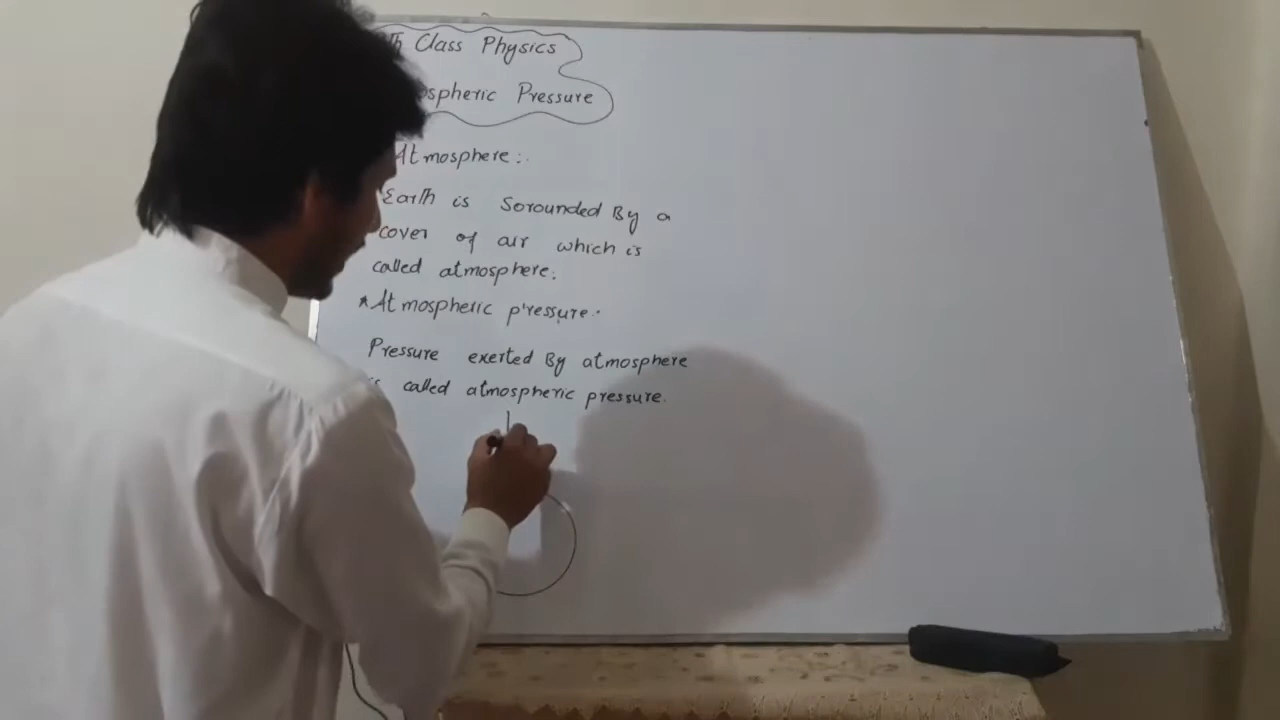 Class Physics
Pressure
Atmosphere:
Earth is Sorounded By a
cover of air which is
called atmosphere.
*Atmospheric pressure.
Pressure exerted By atmosphere
called atmospheric pressure.